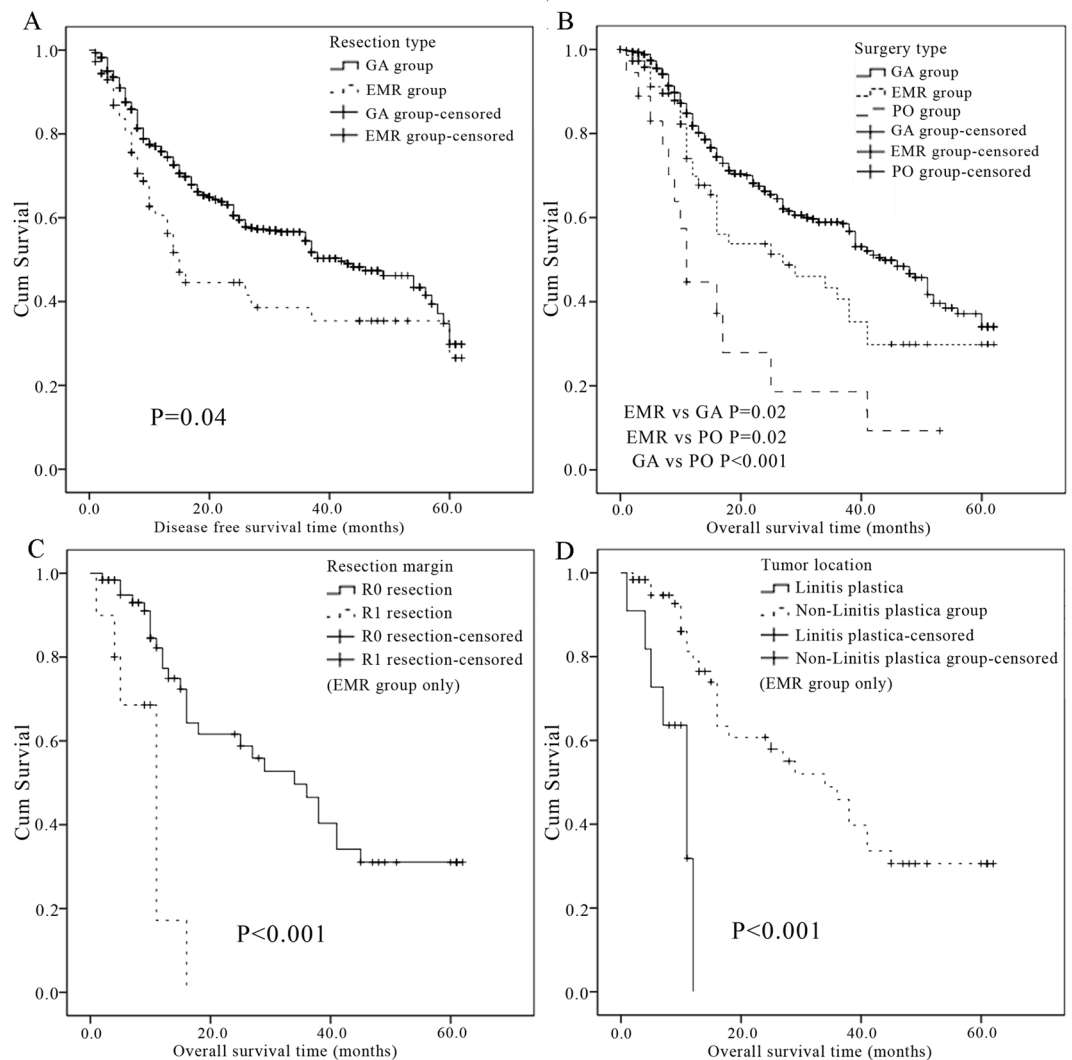 A
Resection type
GA group
EMR group
GA group-censored
EMR group-censored
1.0
0.8
0.6
0.4
0.2
0.0
Cum Survial
P=0.04
0.0 20.0 40.0 60.0
Disease free survival time (months)
B
Surgery type
GA group
EMR group
PO group
GA group-censored
EMR group-censored
PO group-censored
1.0
0.8
0.6
0.4
0.2
0.0
Cum Survial
EMR vs GA P=0.02
EMR vs PO P=0.02
GA vs PO P<0.001
0.0 20.0 40.0 60.0
Overall survival time (months)
C
Resection margin
R0 resection
R1 resection
R0 resection-censored
R1 resection-censored
(EMR group only)
1.0
0.8
0.6
0.4
0.2
0.0
Cum Survial
P<0.001
0.0 20.0 40.0 60.0
Overall survival time (months)
D
Tumor location
Linitis plastica
Non-Linitis plastica group
Linitis plastica-censored
Non-Linitis plastica group-censored
(EMR group only)
1.0
0.8
0.6
0.4
0.2
0.0
Cum Survial
P<0.001
0.0 20.0 40.0 60.0
Overall survival time (months)